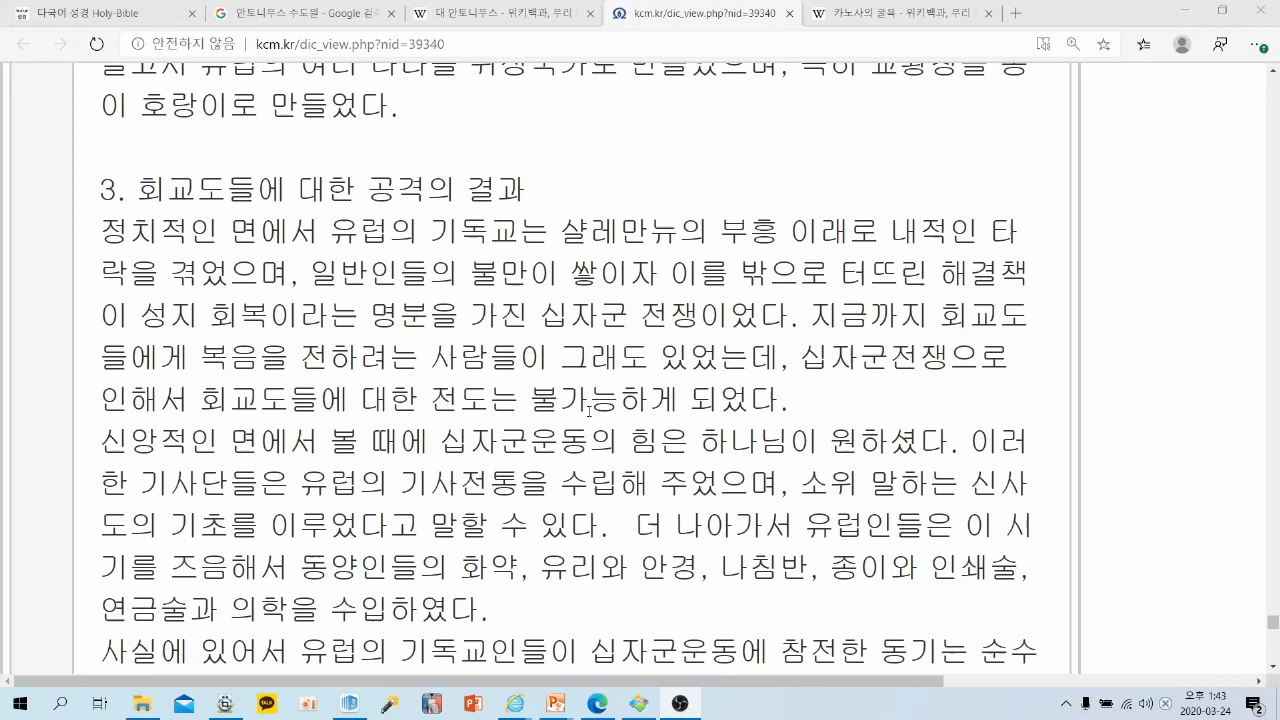 다국어 성경 Holy-Bible
안토니우스 수도원 - Google 검색
대 안토니우스 - 위키백과, 우리
kcm.kr/dic_view.php?nid=39340
카노사의 굴욕 - 위키백과, 우리
안전하지 않음 | kcm.kr/dic_view.php?nid=39340
이 호랑이로 만들었다.
3. 회교도들에 대한 공격의 결과
정치적인 면에서 유럽의 기독교는 샬레만뉴의 부흥 이래로 내적인 타
락을 겪었으며, 일반인들의 불만이 쌓이자 이를 밖으로 터뜨린 해결책
이 성지 회복이라는 명분을 가진 십자군 전쟁이었다. 지금까지 회교도
들에게 복음을 전하려는 사람들이 그래도 있었는데, 십자군전쟁으로
인해서 회교도들에 대한 전도는 불가능하게 되었다.
신앙적인 면에서 볼 때에 십자군운동의 힘은 하나님이 원하셨다. 이러
한 기사단들은 유럽의 기사전통을 수립해 주었으며, 소위 말하는 신사
도의 기초를 이루었다고 말할 수 있다. 더 나아가서 유럽인들은 이 시
기를 즈음해서 동양인들의 화약, 유리와 안경, 나침반, 종이와 인쇄술,
연금술과 의학을 수입하였다.
사실에 있어서 유럽의 기독교인들이 십자군운동에 참전한 동기는 순수
TALK
오후 1:43
2020-03-24
2